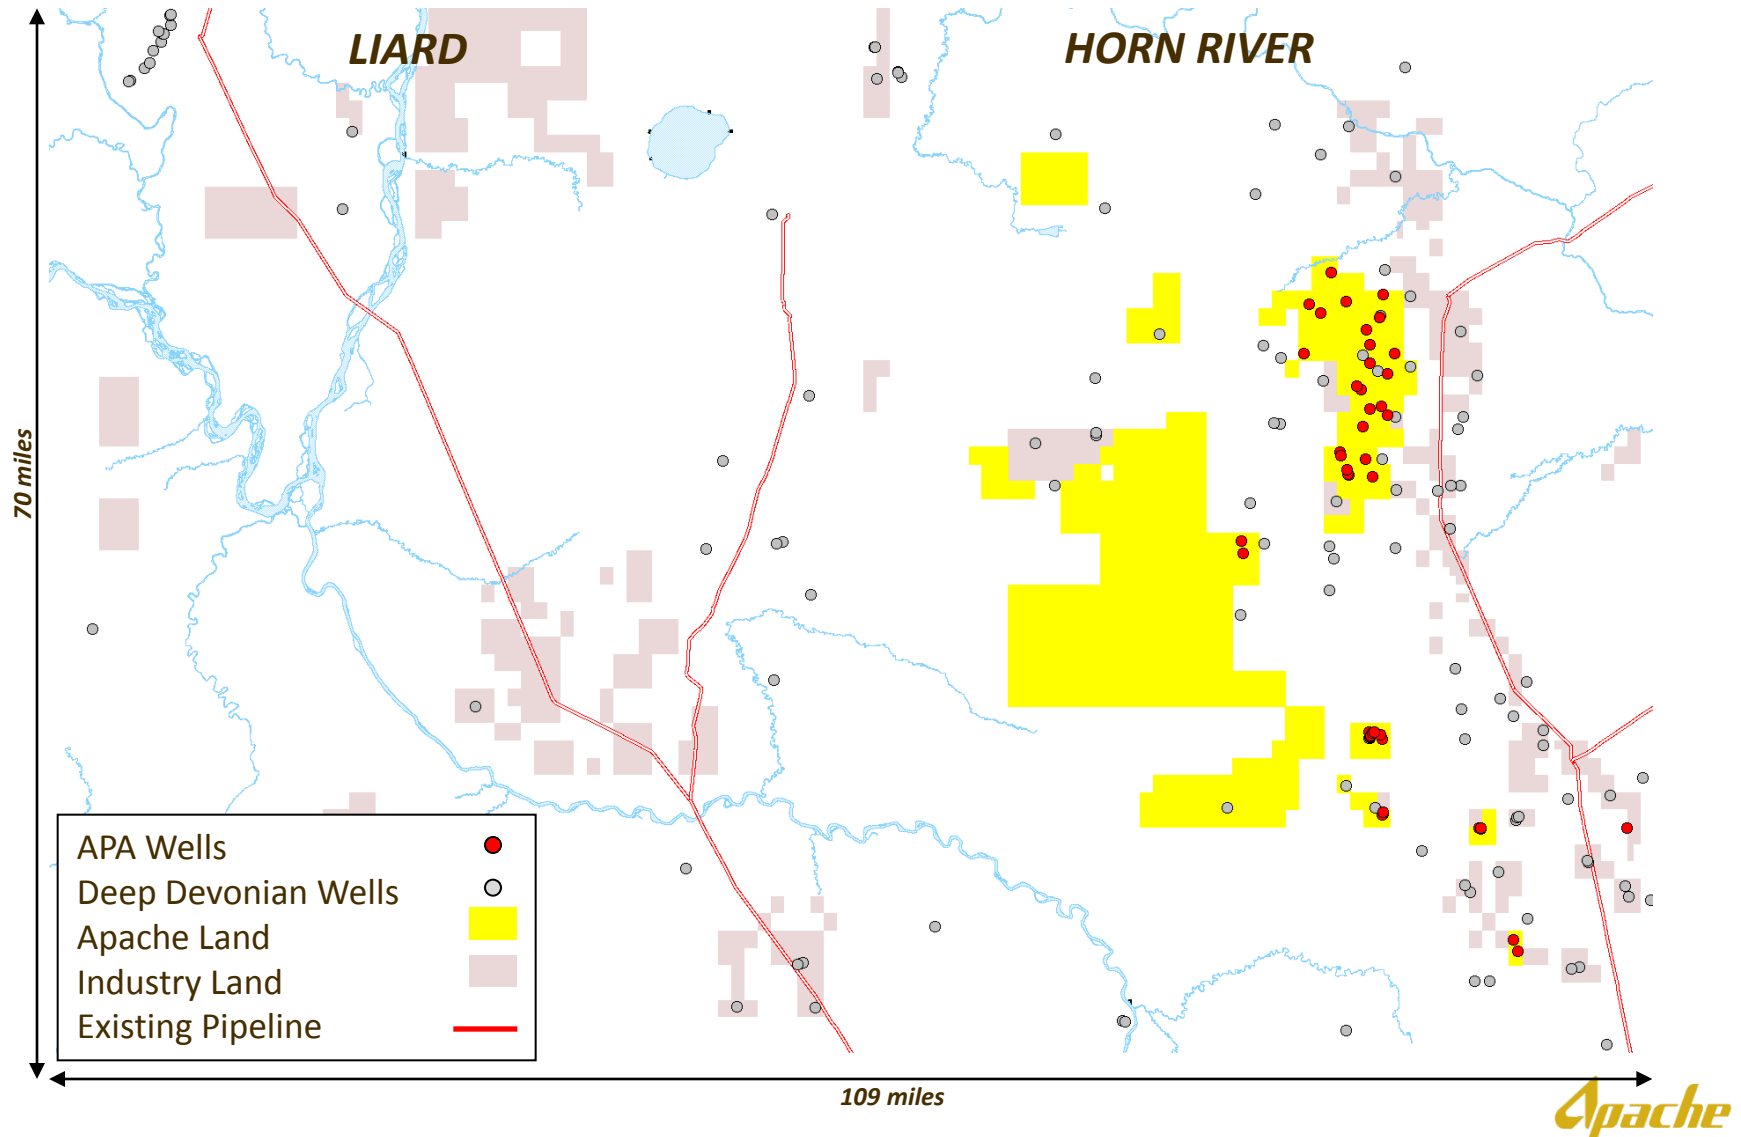 LIARD
HORN RIVER
70 miles
APA Wells
Deep Devonian Wells
Apache Land
Industry Land
Existing Pipeline
109 miles
Apache